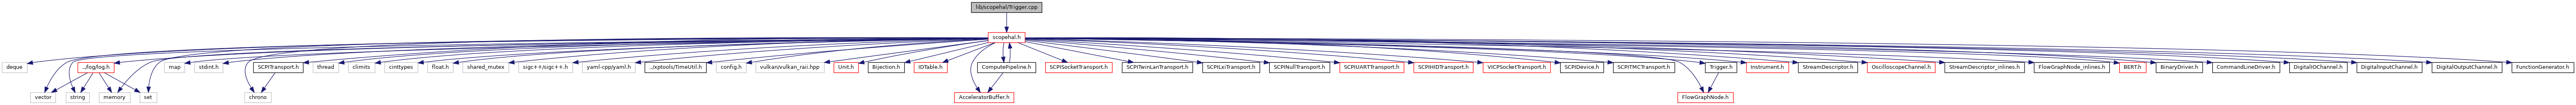 lib/scopehal/Trigger.cpp
scopehal.h
deque
../log/log.h
map
stdint.h
SCPITransport.h
thread
climits
cinttypes
float.h
shared_mutex
sigc++/sigc++.h
yaml-cpp/yaml.h
../xptools/TimeUtil.h
config.h
vulkan/vulkan_raii.hpp
Unit.h
Bijection.h
IDTable.h
ComputePipeline.h
SCPISocketTransport.h
SCPITwinLanTransport.h
SCPILxiTransport.h
SCPINullTransport.h
SCPIUARTTransport.h
SCPIHIDTransport.h
VICPSocketTransport.h
SCPIDevice.h
SCPITMCTransport.h
Trigger.h
Instrument.h
StreamDescriptor.h
OscilloscopeChannel.h
StreamDescriptor_inlines.h
FlowGraphNode_inlines.h
BERT.h
BinaryDriver.h
CommandLineDriver.h
DigitalIOChannel.h
DigitalInputChannel.h
DigitalOutputChannel.h
FunctionGenerator.h
vector
string
memory
set
chrono
AcceleratorBuffer.h
FlowGraphNode.h